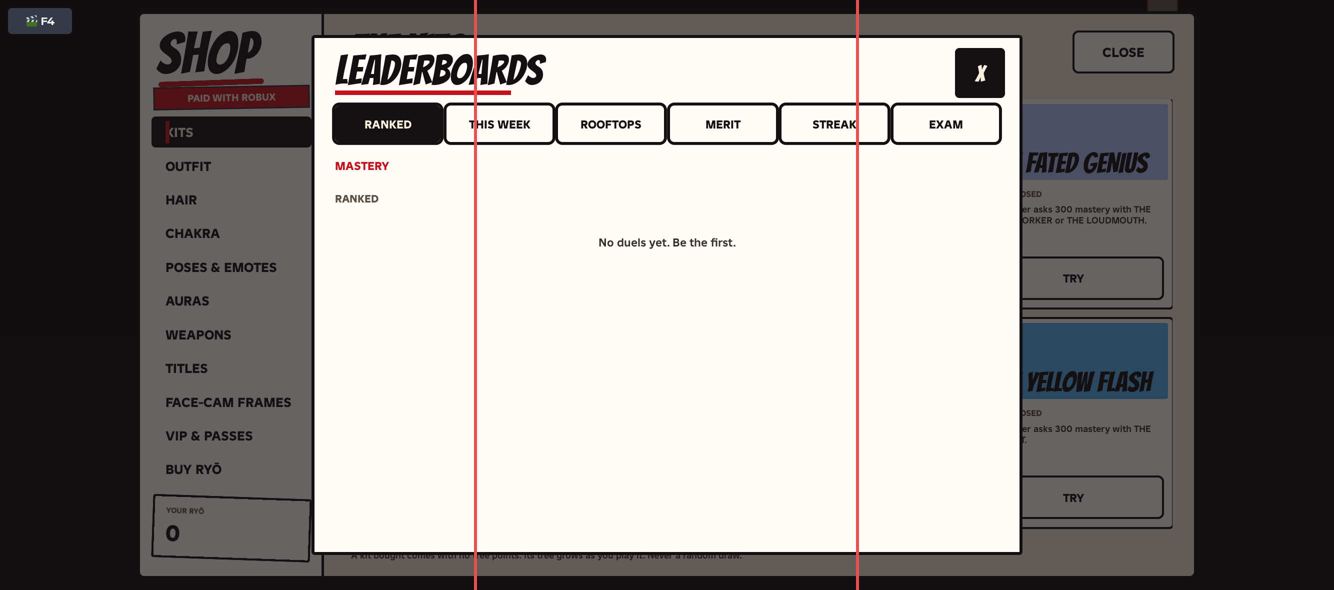 F4
SHOP
PAID WITH ROBUX
KITS
OUTFIT
HAIR
CHAKRA
POSES & EMOTES
AURAS
WEAPONS
TITLES
FACE-CAM FRAMES
VIP & PASSES
BUY RYŌ
YOUR RYŌ
0
LEADERBOARDS
X
RANKED
THIS WEEK
ROOFTOPS
MERIT
STREAK
EXAM
MASTERY
RANKED
No duels yet. Be the first.
CLOSE
FATED GENIUS
er asks 300 mastery with THE
ORKER or THE LOUDMOUTH.
TRY
YELLOW FLASH
er asks 300 mastery with THE
TRY
A kit bought comes with no free points. Its tree grows as you play it. Never a random draw.